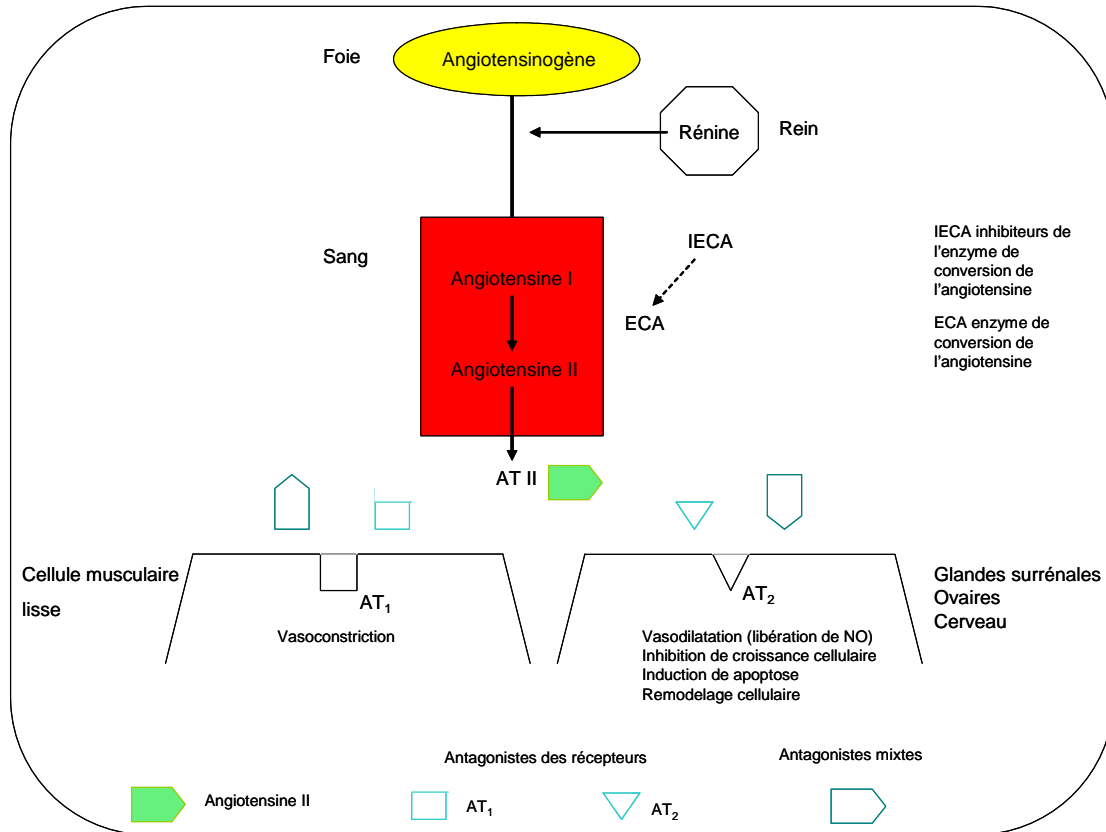 Foie
Angiotensinogène
Rénine
Rein
Sang
IECA
Angiotensine I
ECA
Angiotensine II
IECA inhibiteurs de
l'enzyme de
conversion de
l'angiotensine
ECA enzyme de
conversion de
l'angiotensine
AT II
Cellule musculaire
lisse
AT₁
Vasoconstriction
AT₂
Vasodilatation (libération de NO)
Inhibition de croissance cellulaire
Induction de apoptose
Remodelage cellulaire
Glandes surrénales
Ovaires
Cerveau
Antagonistes des récepteurs
Antagonistes mixtes
Angiotensine II
AT₁
AT₂